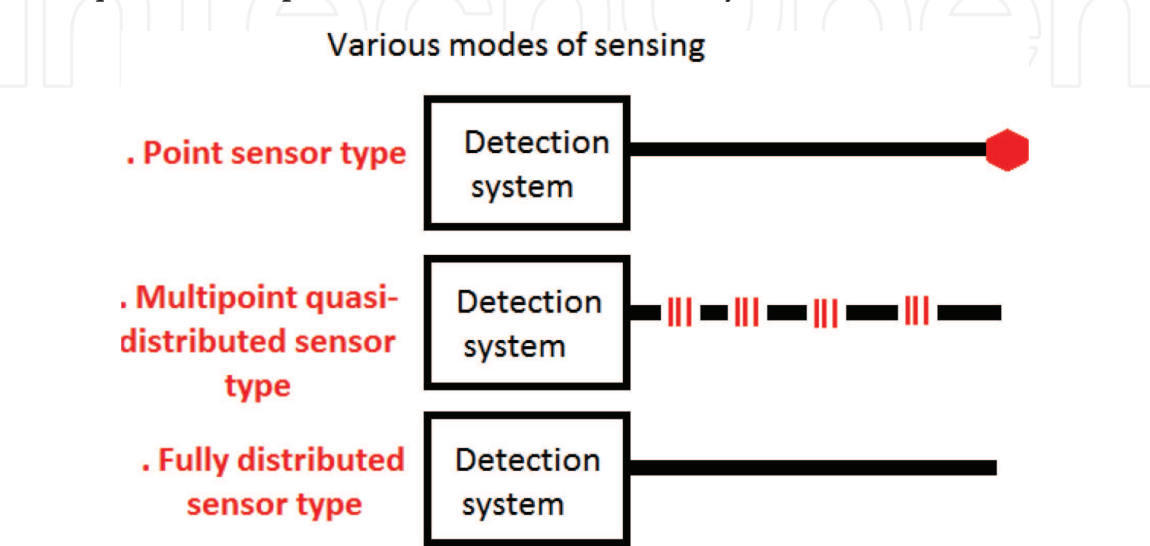 Various modes of sensing
. Point sensor type
Detection
system
. Multipoint quasi-
distributed sensor
type
Detection
system
. Fully distributed
sensor type
Detection
system